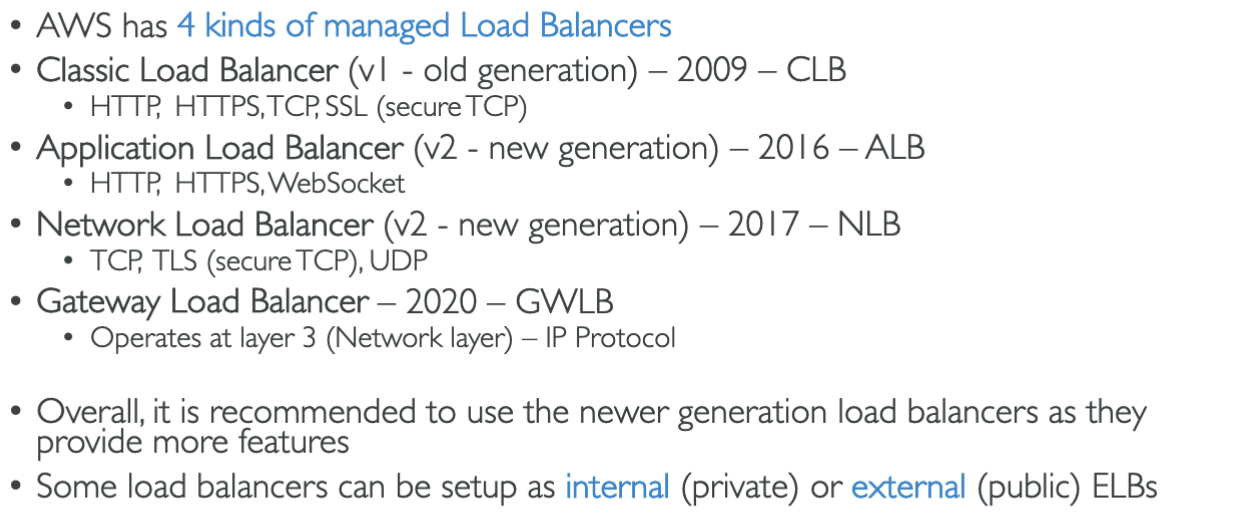 • AWS has 4 kinds of managed Load Balancers
• Classic Load Balancer (v1 - old generation) – 2009 – CLB
• HTTP, HTTPS, TCP, SSL (secure TCP)
• Application Load Balancer (v2 - new generation) – 2016 – ALB
• HTTP, HTTPS, WebSocket
• Network Load Balancer (v2 - new generation) – 2017 – NLB
• TCP, TLS (secure TCP), UDP
• Gateway Load Balancer – 2020 – GWLB
• Operates at layer 3 (Network layer) – IP Protocol
• Overall, it is recommended to use the newer generation load balancers as they
provide more features
• Some load balancers can be setup as internal (private) or external (public) ELBs